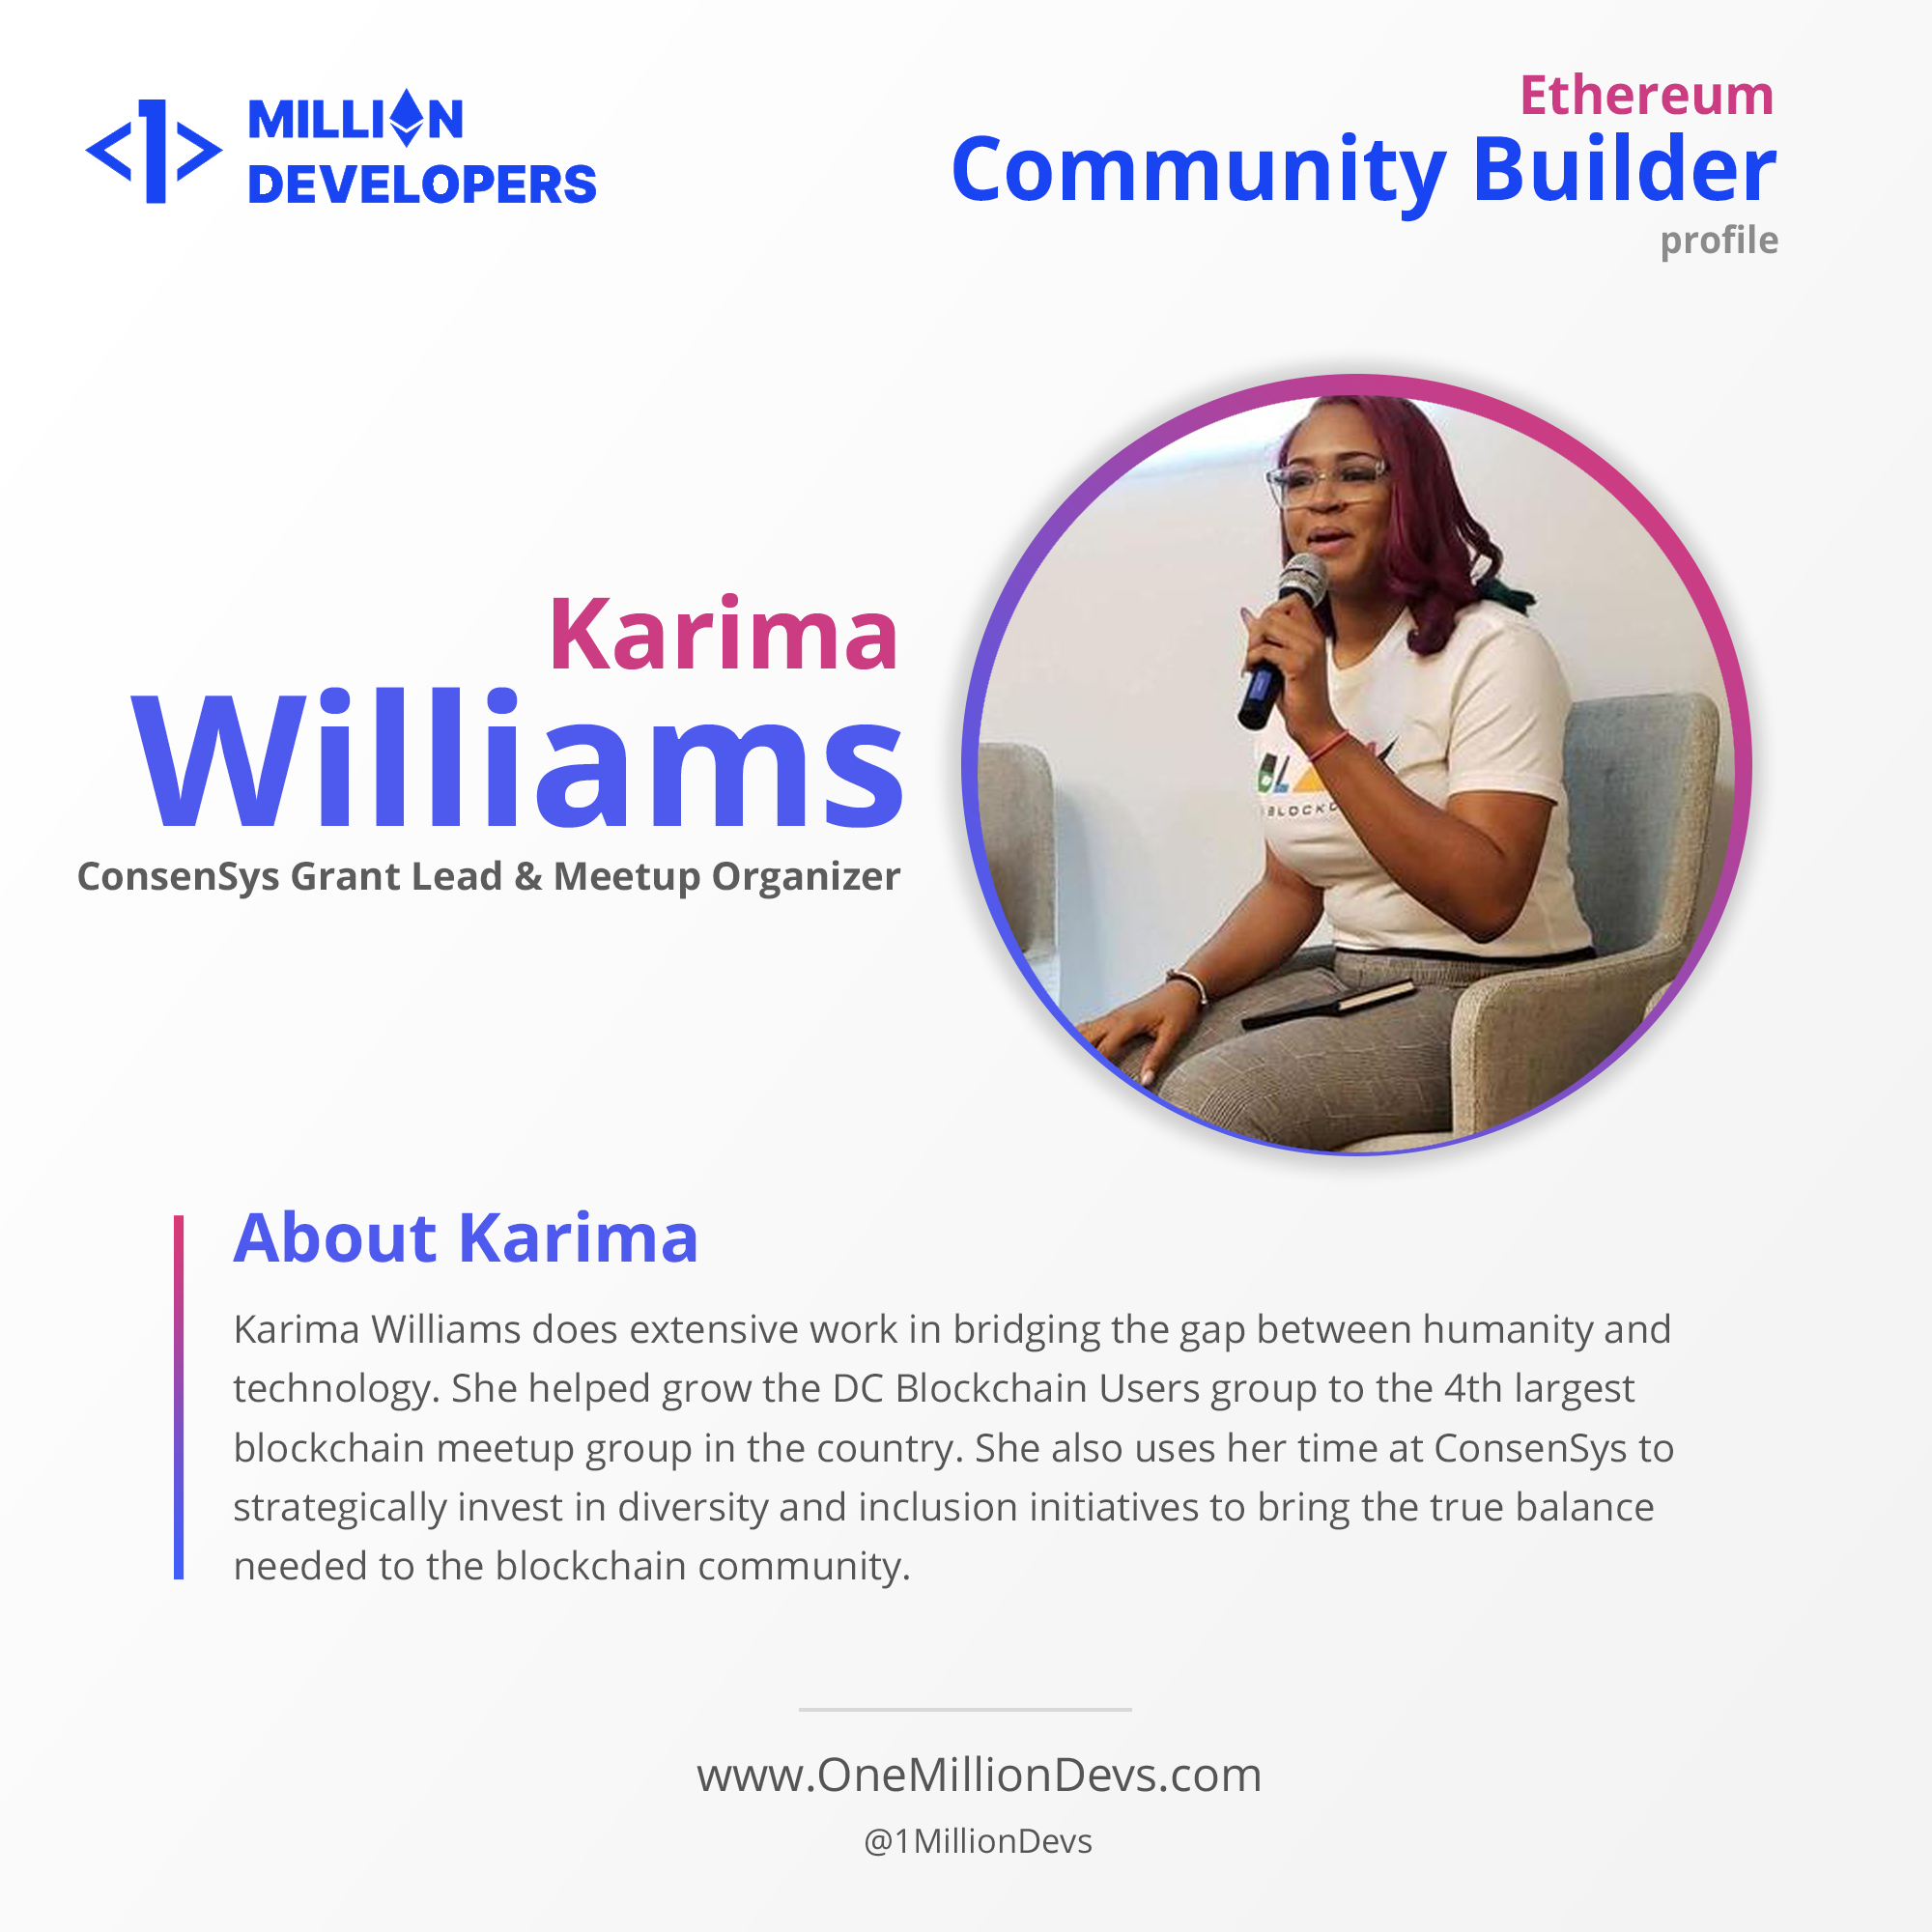 <1> MILLION
DEVELOPERS
Ethereum
Community Builder
profile
Karima
Williams
ConsenSys Grant Lead & Meetup Organizer
BLOCK
About Karima
Karima Williams does extensive work in bridging the gap between humanity and
technology. She helped grow the DC Blockchain Users group to the 4th largest
blockchain meetup group in the country. She also uses her time at ConsenSys to
strategically invest in diversity and inclusion initiatives to bring the true balance
needed to the blockchain community.
www.OneMillionDevs.com
@1MillionDevs